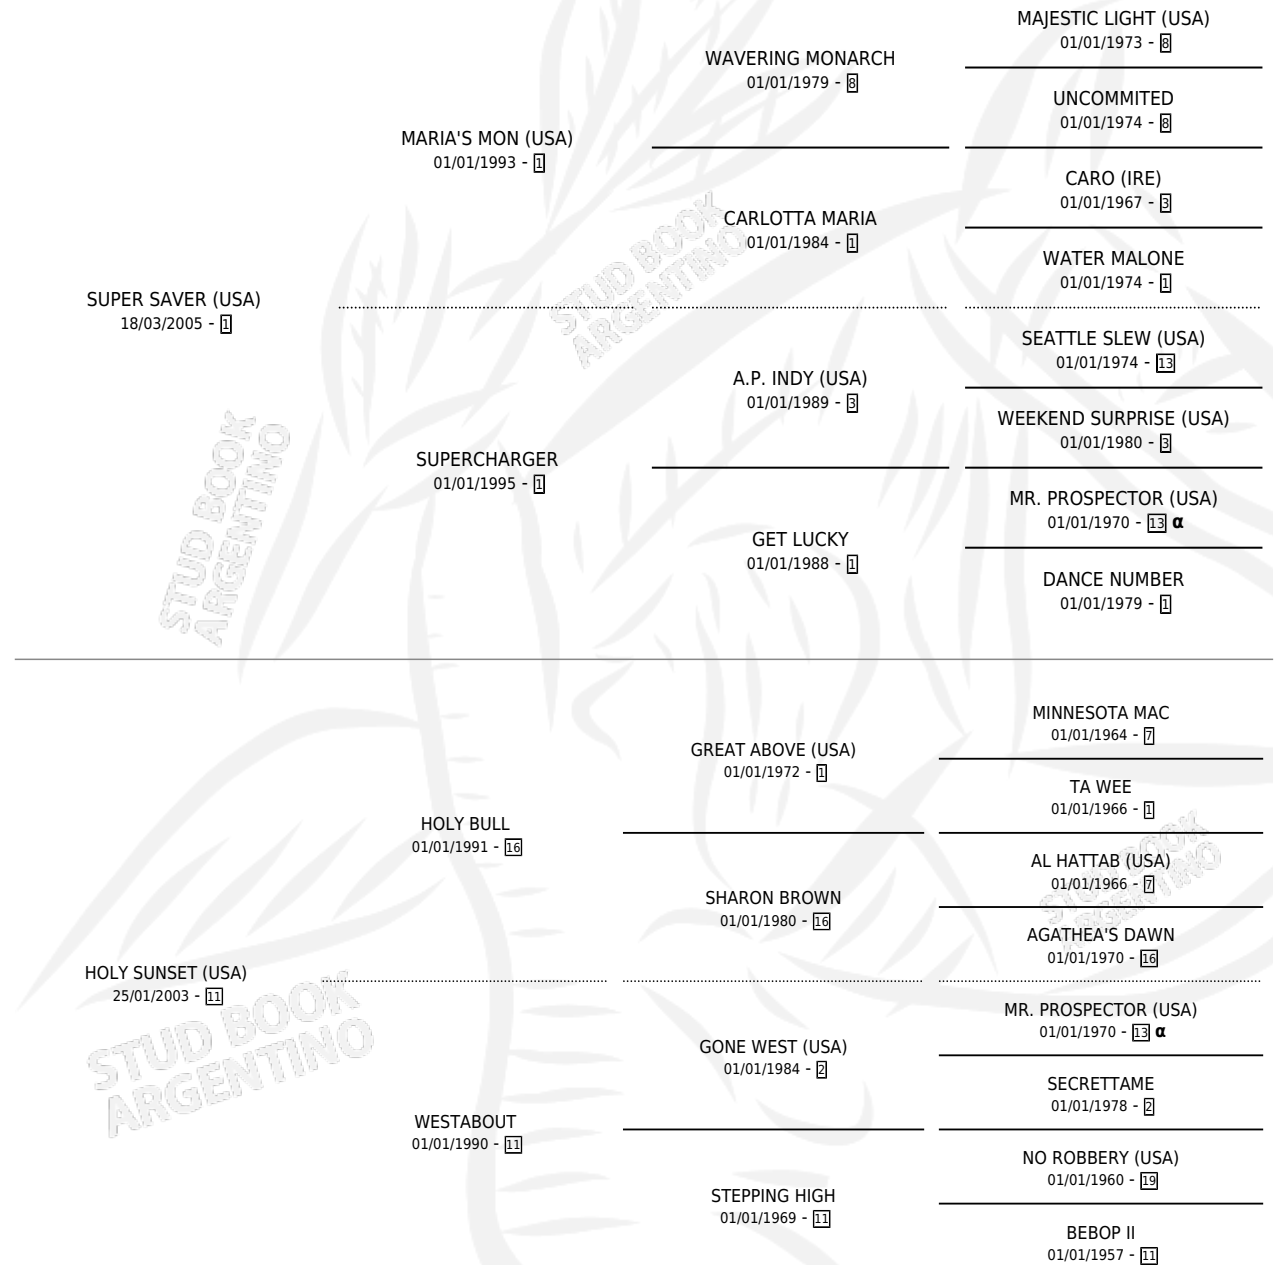 MAJESTIC LIGHT (USA)
01/01/1973 - 8
WAVERING MONARCH
01/01/1979 - 8
UNCOMMITED
01/01/1974 - 8
MARIA'S MON (USA)
01/01/1993 - 1
CARO (IRE)
01/01/1967 - 3
CARLOTTA MARIA
01/01/1984 - 1
WATER MALONE
01/01/1974 - 1
SUPER SAVER (USA)
18/03/2005 - 1
STUD BOOK
ARGENTINO
SEATTLE SLEW (USA)
01/01/1974 - 13
A.P. INDY (USA)
01/01/1989 - 3
WEEKEND SURPRISE (USA)
01/01/1980 - 3
SUPERCHARGER
01/01/1995 - 1
MR. PROSPECTOR (USA)
01/01/1970 - 13 α
GET LUCKY
01/01/1988 - 1
DANCE NUMBER
01/01/1979 - 1
STUD BOOK
ARGENTINO
MINNESOTA MAC
01/01/1964 - 7
GREAT ABOVE (USA)
01/01/1972 - 1
TA WEE
01/01/1966 - 1
HOLY BULL
01/01/1991 - 16
AL HATTAB (USA)
01/01/1966 - 7
SHARON BROWN
01/01/1980 - 16
AGATHEA'S DAWN
01/01/1970 - 16
STUD BOOK
ARGENTINO
HOLY SUNSET (USA)
25/01/2003 - 11
MR. PROSPECTOR (USA)
01/01/1970 - 13 α
GONE WEST (USA)
01/01/1984 - 2
SECRETTAME
01/01/1978 - 2
STUD BOOK
ARGENTINO
WESTABOUT
01/01/1990 - 11
NO ROBBERY (USA)
01/01/1960 - 19
STEPPING HIGH
01/01/1969 - 11
BEBOP II
01/01/1957 - 11